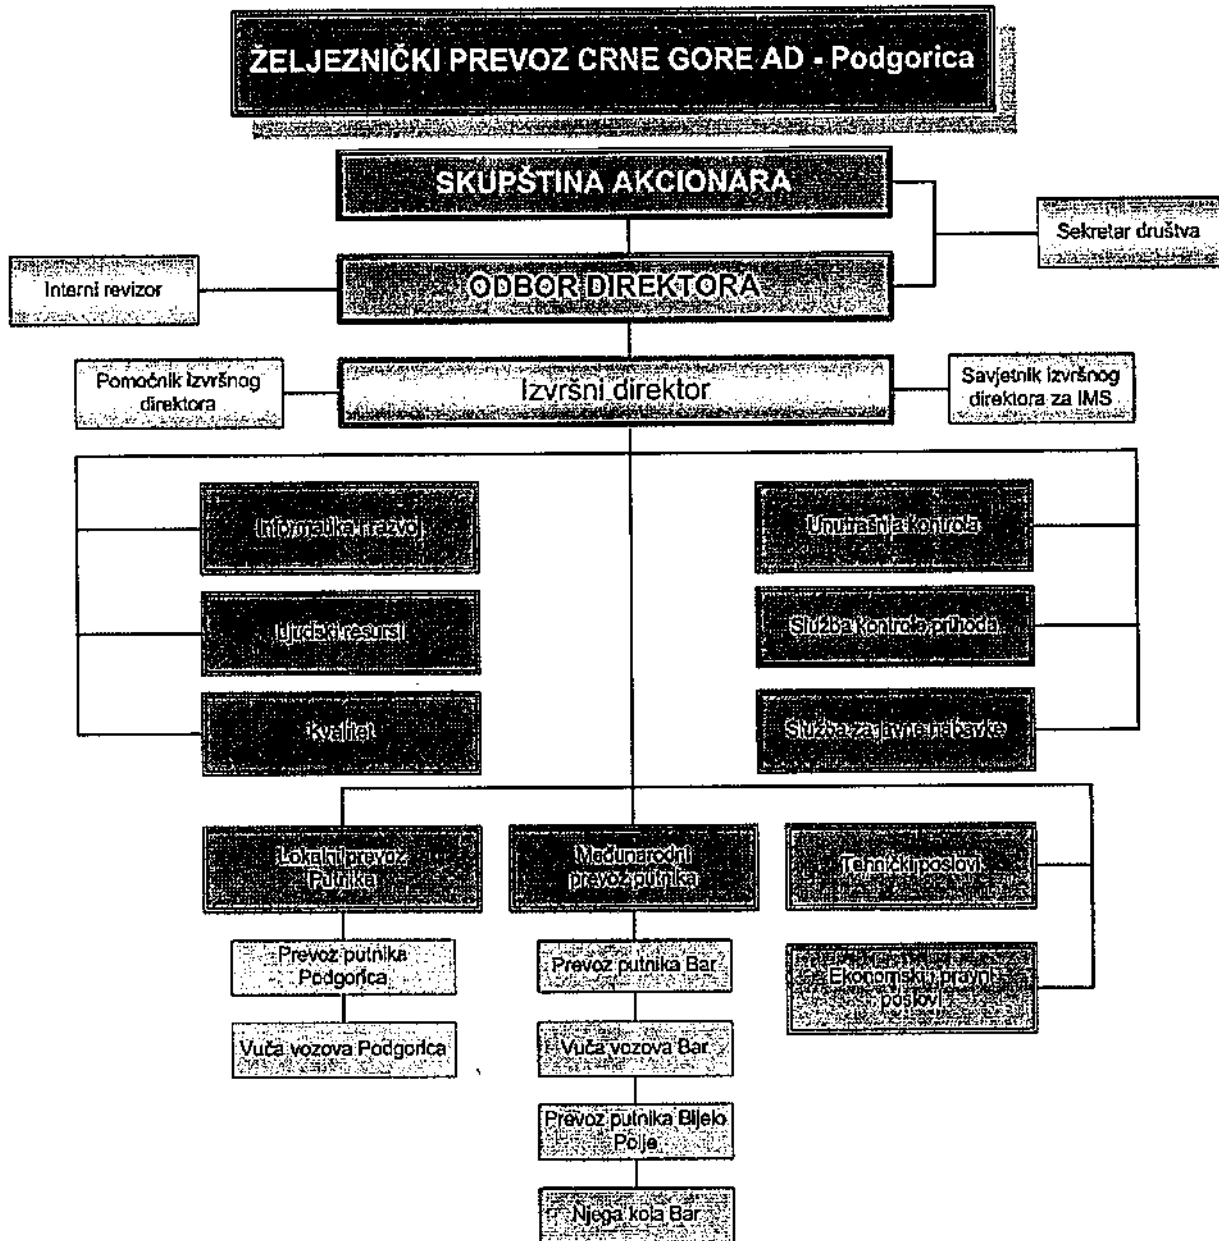 ŽELJEZNIČKI PREVOZ CRNE GORE AD - Podgorica
SKUPŠTINA AKCIONARA
Sekretar društva
ODBOR DIREKTORA
Interni revizor
Pomoćnik izvršnog
direktora
Izvršni direktor
Savjetnik izvršnog
direktora za IMS
Informatika i razvoj
Unutrašnja kontrola
Ljudski resursi
Služba kontrole prihoda
Kvalitet
Služba za javne nabavke
Lokalni prevoz
Putnika
Međunarodni
prevoz putnika
Tehnički poslovi
Prevoz putnika
Podgorica
Prevoz putnika Bar
Ekonomski i pravni
poslovi
Vuča vozova Podgorica
Vuča vozova Bar
Prevoz putnika Bijelo
Polje
Njega kola Bar